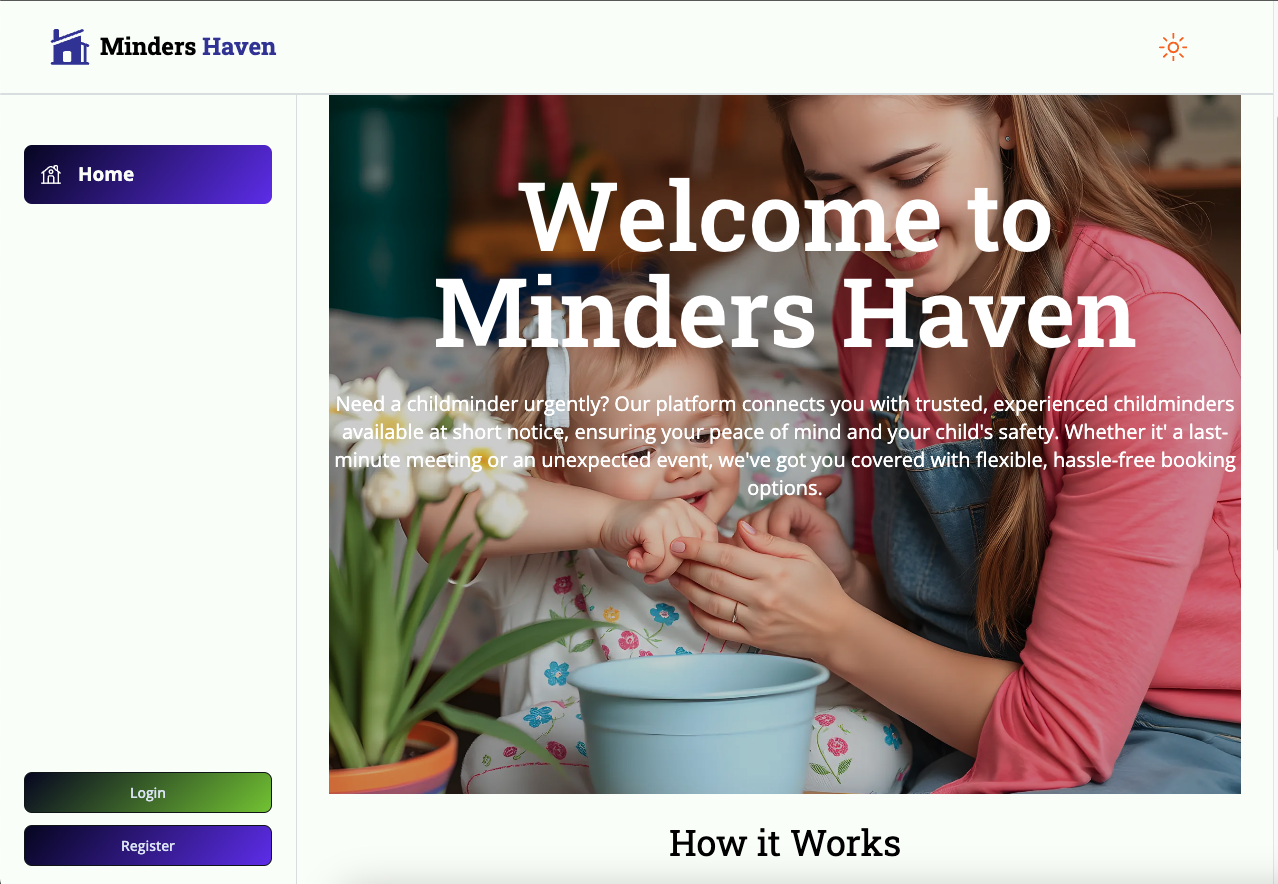 Minders Haven
Home
Welcome to
Minders Haven
Need a childminder urgently? Our platform connects you with trusted, experienced childminders
available at short notice, ensuring your peace of mind and your child's safety. Whether it' a last-
minute meeting or an unexpected event, we've got you covered with flexible, hassle-free booking
options.
Login
Register
How it Works